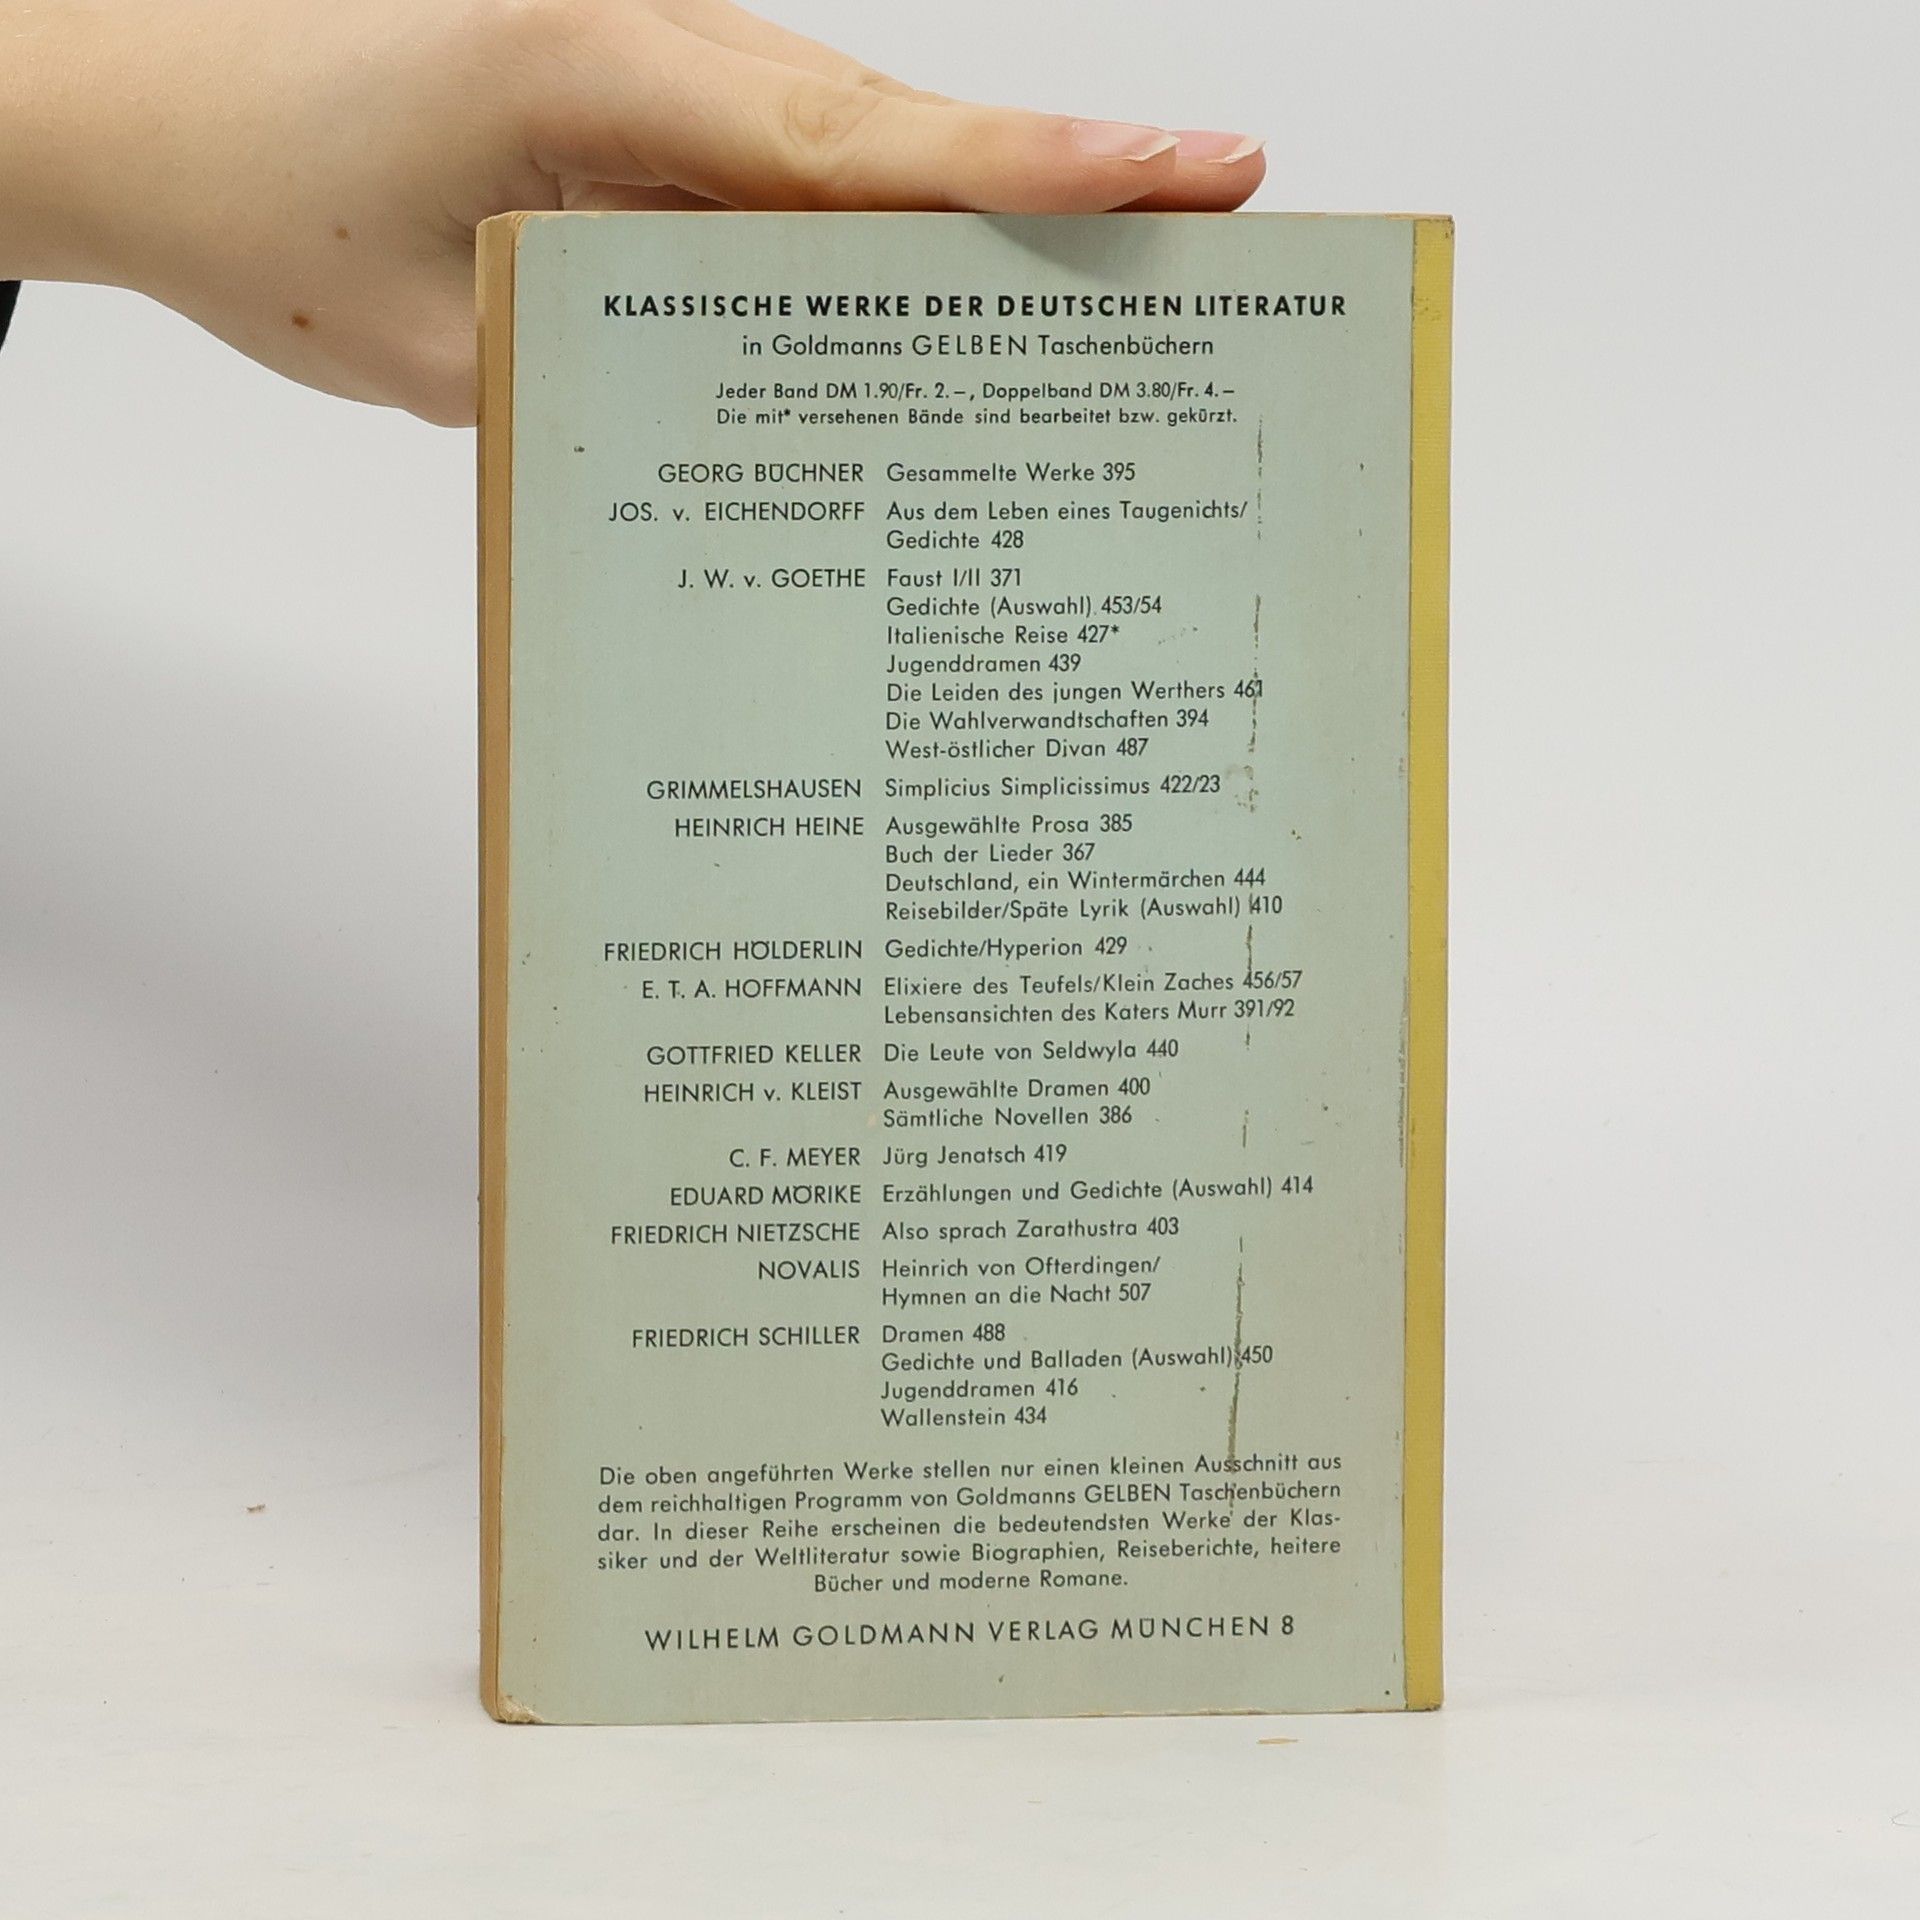 KLASSISCHE WERKE DER DEUTSCHEN LITERATUR
in Goldmanns GELBEN Taschenbüchern
Jeder Band DM 1.90/Fr. 2.–, Doppelband DM 3.80/Fr. 4.–
Die mit* versehenen Bände sind bearbeitet bzw. gekürzt.
GEORG BÜCHNER Gesammelte Werke 395
JOS. v. EICHENDORFF Aus dem Leben eines Taugenichts/
Gedichte 428
J. W. v. GOETHE Faust I/II 371
Gedichte (Auswahl) 453/54
Italienische Reise 427*
Jugenddramen 439
Die Leiden des jungen Werthers 461
Die Wahlverwandtschaften 394
West-östlicher Divan 487
GRIMMELSHAUSEN Simplicius Simplicissimus 422/23
HEINRICH HEINE Ausgewählte Prosa 385
Buch der Lieder 367
Deutschland, ein Wintermärchen 444
Reisebilder/Späte Lyrik (Auswahl) 410
FRIEDRICH HÖLDERLIN Gedichte/Hyperion 429
E. T. A. HOFFMANN Elixiere des Teufels/Klein Zaches 456/57
Lebensansichten des Katers Murr 391/92
GOTTFRIED KELLER Die Leute von Seldwyla 440
HEINRICH v. KLEIST Ausgewählte Dramen 400
Sämtliche Novellen 386
C. F. MEYER Jürg Jenatsch 419
EDUARD MÖRIKE Erzählungen und Gedichte (Auswahl) 414
FRIEDRICH NIETZSCHE Also sprach Zarathustra 403
NOVALIS Heinrich von Ofterdingen/
Hymnen an die Nacht 507
FRIEDRICH SCHILLER Dramen 488
Gedichte und Balladen (Auswahl) 450
Jugenddramen 416
Wallenstein 434
Die oben angeführten Werke stellen nur einen kleinen Ausschnitt aus
dem reichhaltigen Programm von Goldmanns GELBEN Taschenbüchern
dar. In dieser Reihe erscheinen die bedeutendsten Werke der Klas-
siker und der Weltliteratur sowie Biographien, Reiseberichte, heitere
Bücher und moderne Romane.
WILHELM GOLDMANN VERLAG MÜNCHEN 8